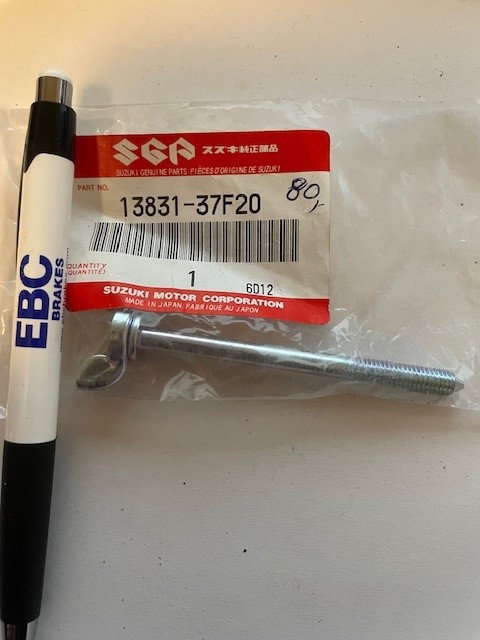 SGP スズキ純正部品
SUZUKI GENUINE PARTS PIÈCES D'ORIGINE DE SUZUKI
PART NO.
80,-
13831-37F20
QUANTITY
(QUANTITÉ)
1
6D12
SUZUKI MOTOR CORPORATION
MADE IN JAPAN FABRIQUE AU JAPON
EBC
BRAKES